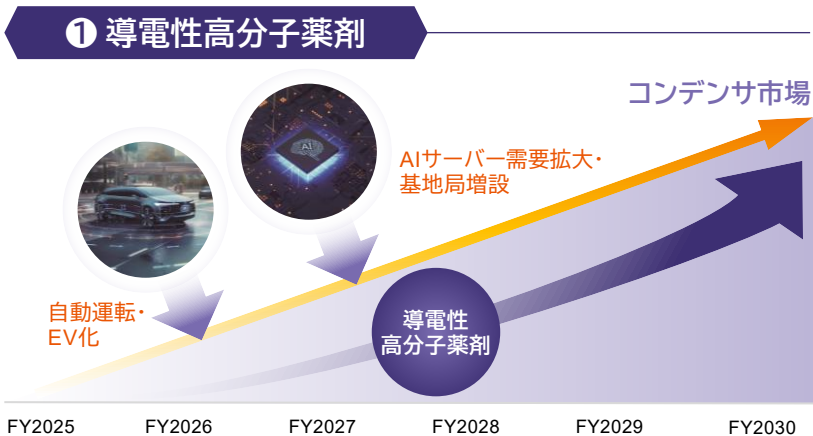 ❶ 導電性高分子薬剤
コンデンサ市場
AI
AIサーバー需要拡大・
基地局増設
自動運転・
EV化
導電性
高分子薬剤
FY2025
FY2026
FY2027
FY2028
FY2029
FY2030